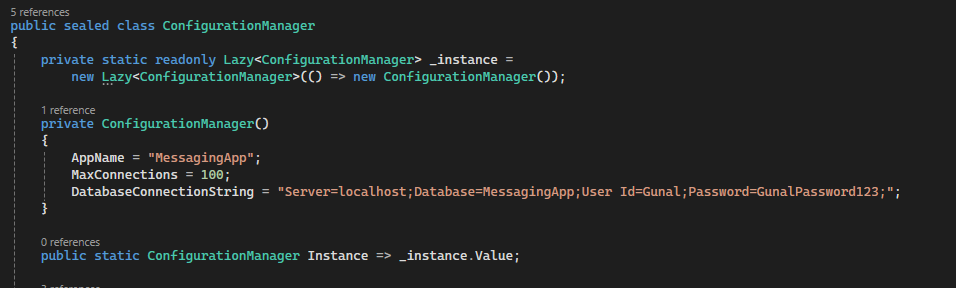 5 references
public sealed class ConfigurationManager
{
private static readonly Lazy<ConfigurationManager> _instance =
new Lazy<ConfigurationManager>(() => new ConfigurationManager());
1 reference
private ConfigurationManager()
{
AppName = "MessagingApp";
MaxConnections = 100;
DatabaseConnectionString = "Server=localhost;Database=MessagingApp;User Id=Gunal;Password=GunalPassword123;";
}
0 references
public static ConfigurationManager Instance => _instance.Value;